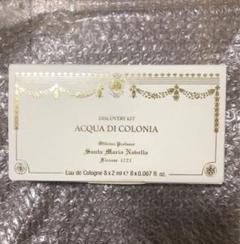 DISCOVERY KIT
ACQUA DI COLONIA
Officina Profumo
Santa Maria Novella
Firenze 1221
Eau de Cologne 8 x 2 ml ℮ 8 x 0.067 fl. oz.